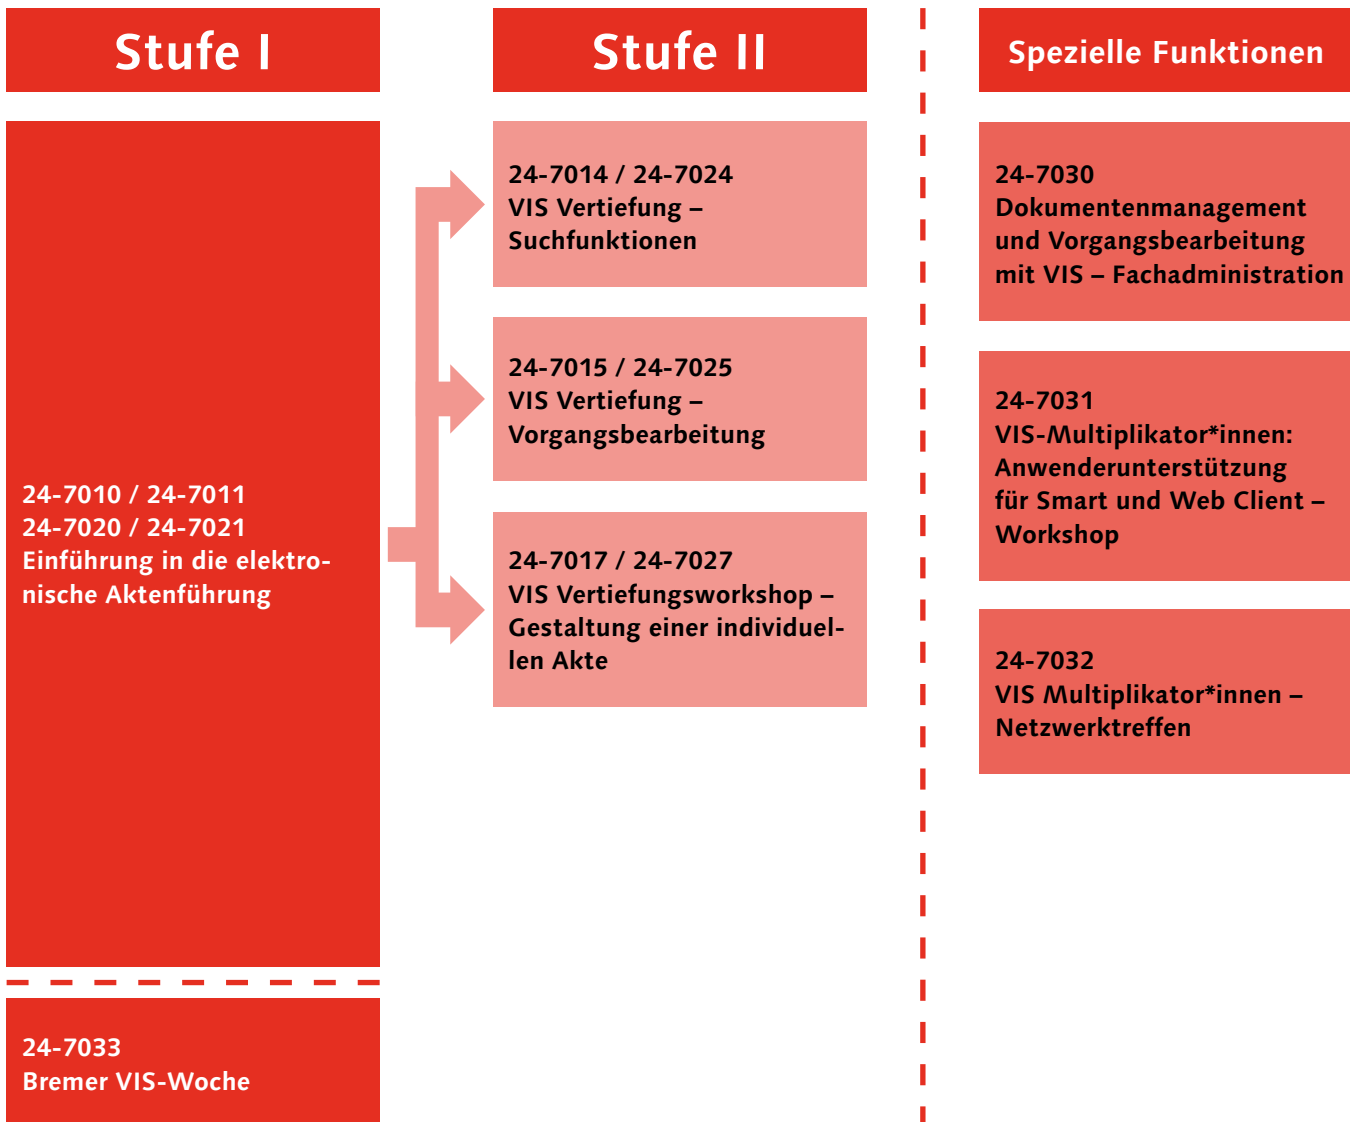 Stufe I
24-7010 / 24-7011
24-7020 / 24-7021
Einführung in die elektro-
nische Aktenführung
24-7033
Bremer VIS-Woche
Stufe II
24-7014 / 24-7024
VIS Vertiefung –
Suchfunktionen
24-7015 / 24-7025
VIS Vertiefung –
Vorgangsbearbeitung
24-7017 / 24-7027
VIS Vertiefungsworkshop –
Gestaltung einer individuel-
len Akte
Spezielle Funktionen
24-7030
Dokumentenmanagement
und Vorgangsbearbeitung
mit VIS – Fachadministration
24-7031
VIS-Multiplikator*innen:
Anwenderunterstützung
für Smart und Web Client –
Workshop
24-7032
VIS Multiplikator*innen –
Netzwerktreffen